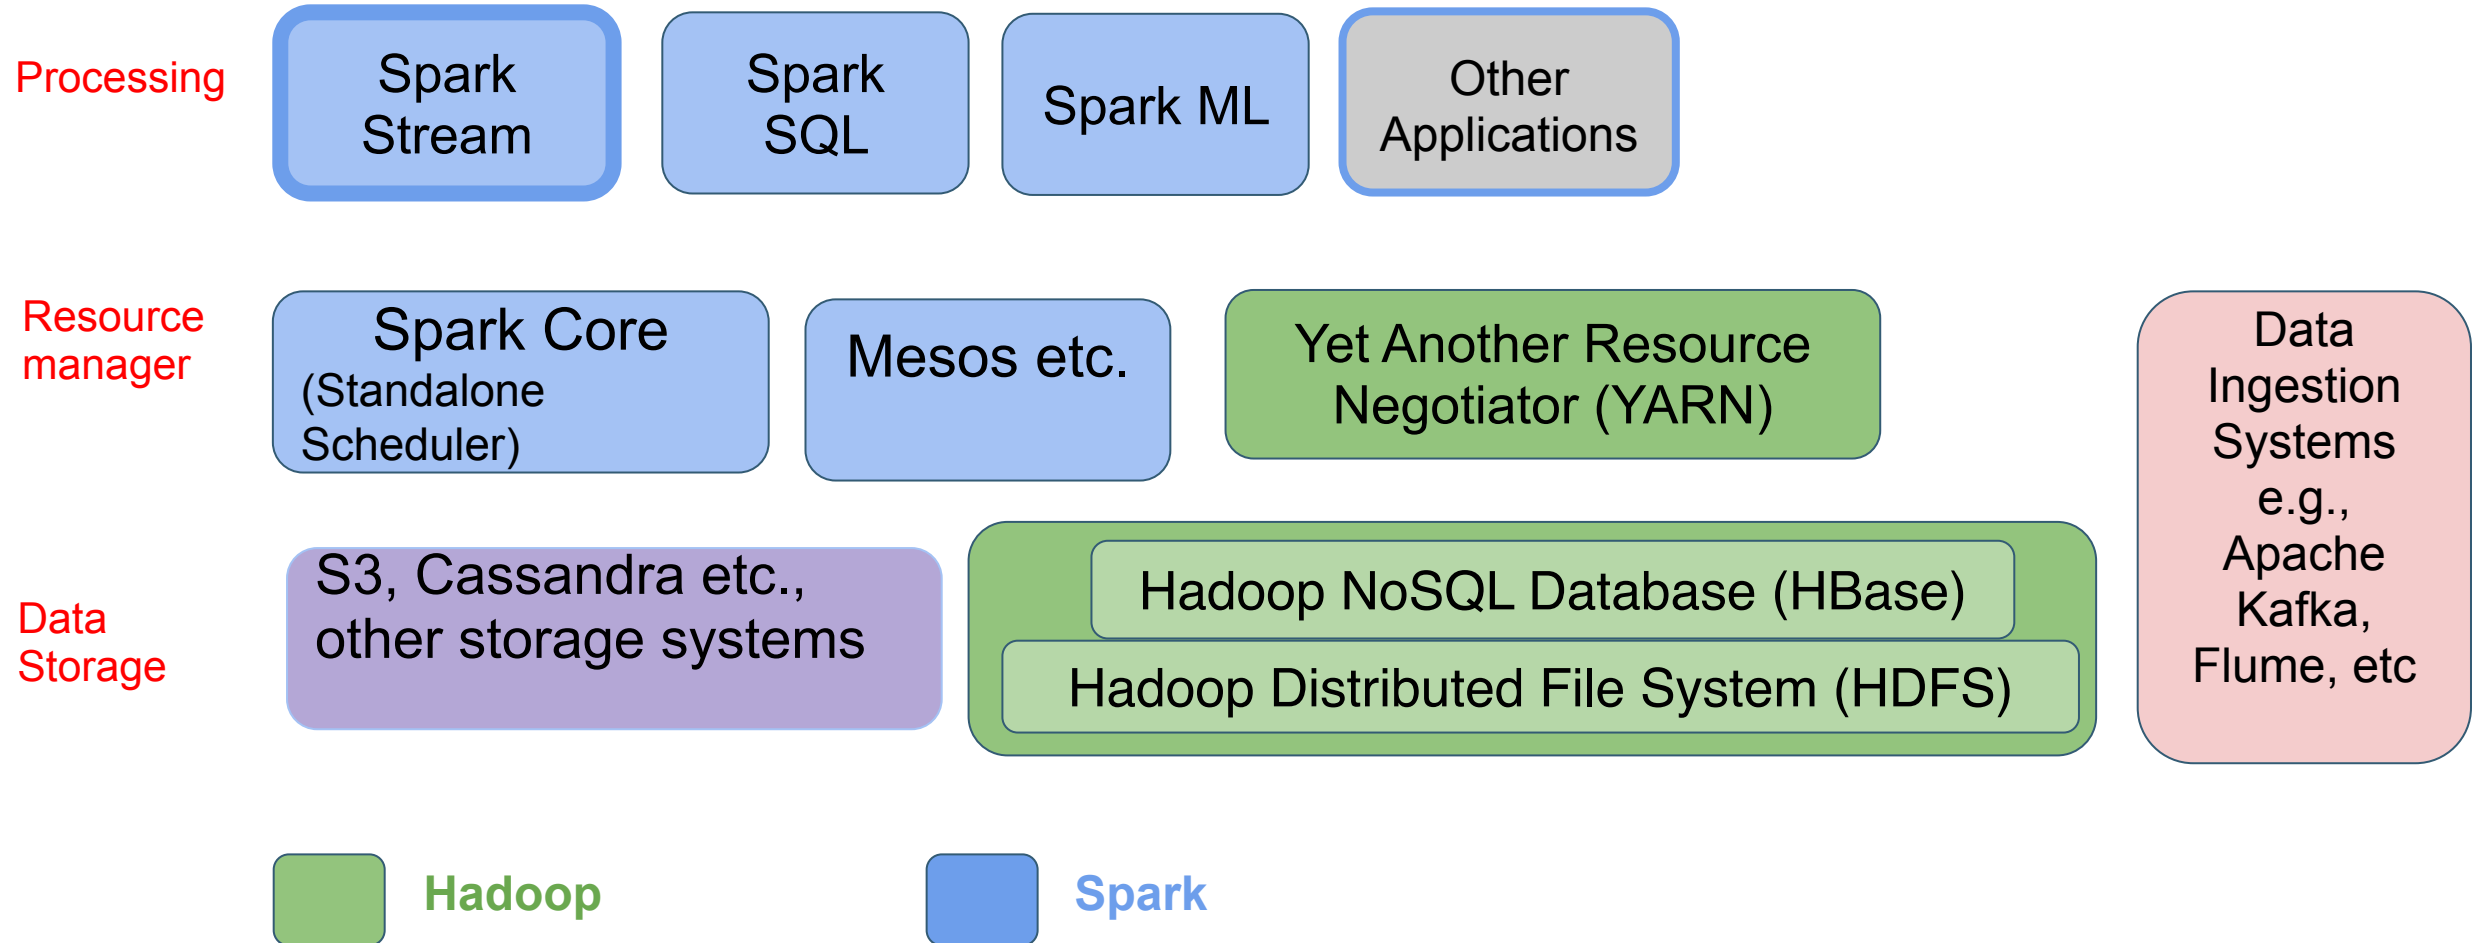 Processing
Spark
Stream
Spark
SQL
Spark ML
Other
Applications
Resource
manager
Spark Core
(Standalone
Scheduler)
Mesos etc.
Yet Another Resource
Negotiator (YARN)
Data
Ingestion
Systems
e.g.,
Apache
Kafka,
Flume, etc
Data
Storage
S3, Cassandra etc.,
other storage systems
Hadoop NoSQL Database (HBase)
Hadoop Distributed File System (HDFS)
Hadoop
Spark